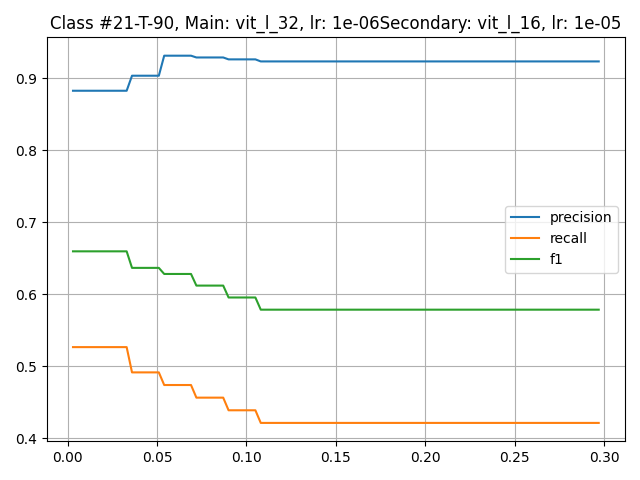 Class #21-T-90, Main: vit_l_32, lr: 1e-06Secondary: vit_l_16, lr: 1e-05
0.9
0.8
0.7
0.6
0.5
0.4
precision
recall
f1
0.00 0.05 0.10 0.15 0.20 0.25 0.30